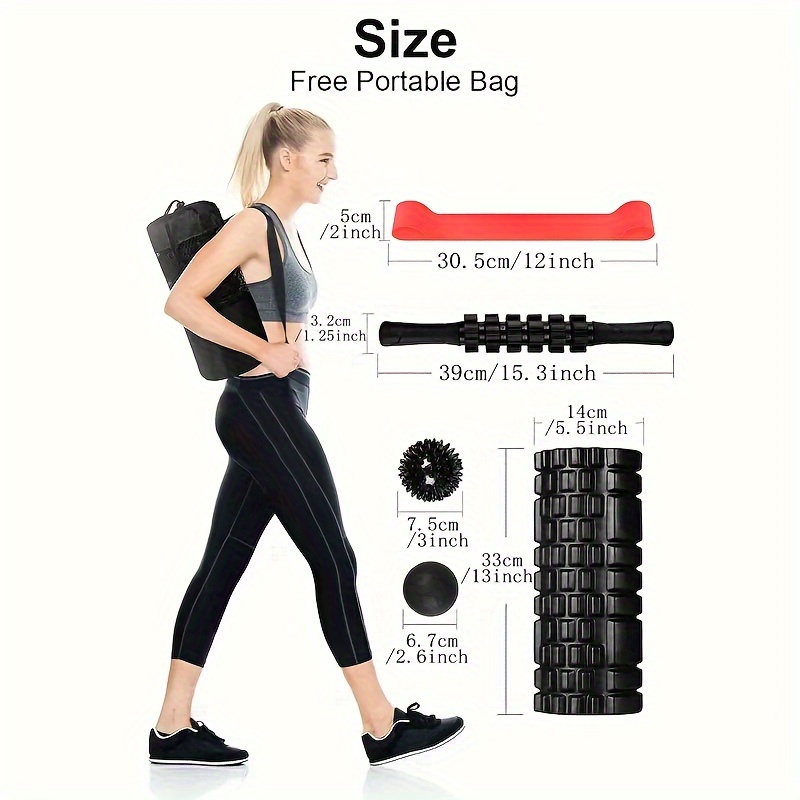 Size
Free Portable Bag
5cm
/2inch
30.5cm/12inch
3.2cm
/1.25inch
39cm/15.3inch
14cm
/5.5inch
7.5cm
/3inch
33cm
/13inch
6.7cm
/2.6inch